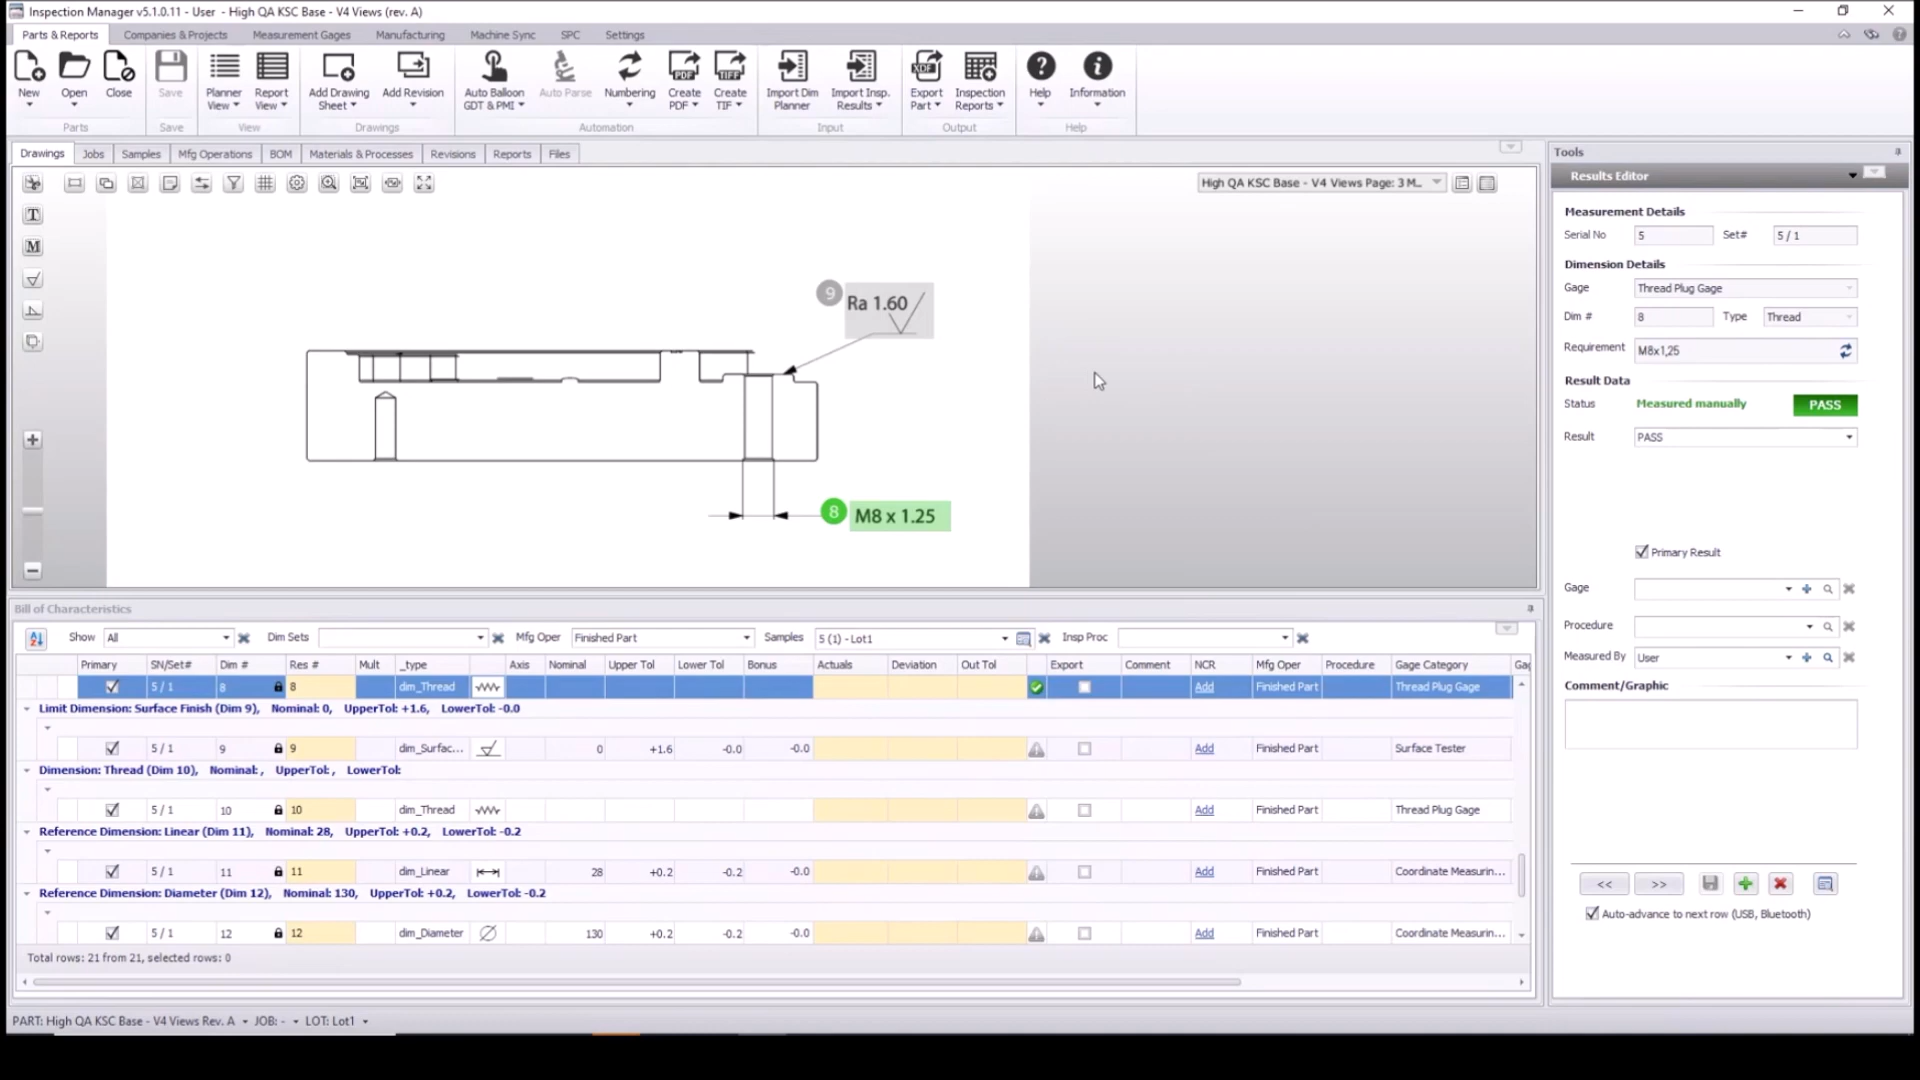 Inspection Manager v5.1.0.11 - User - High QA KSC Base - V4 Views (rev. A)
Parts & Reports Companies & Projects Measurement Gages Manufacturing Machine Sync SPC Settings
New Open Close Save Planner View Report View Add Drawing Sheet Add Revision Auto Balloon GDT & PMI Auto Parse Numbering Create PDF Create TIF Import Dim Planner Import Insp. Results Export Part Inspection Reports Help Information
Parts Save View Drawings Automation Input Output Help
Drawings Jobs Samples Mfg Operations BOM Materials & Processes Revisions Reports Files
High QA KSC Base - V4 Views Page: 3 M...
T
M
9 Ra 1.60
8 M8 x 1.25
Tools
Results Editor
Measurement Details
Serial No 5 Set# 5 / 1
Dimension Details
Gage Thread Plug Gage
Dim # 8 Type Thread
Requirement M8x1,25
Result Data
Status Measured manually PASS
Result PASS
Primary Result
Gage
Procedure
Measured By User
Comment/Graphic
<< >>
Auto-advance to next row (USB, Bluetooth)
Bill of Characteristics
Show All Dim Sets Mfg Oper Finished Part Samples 5 (1) - Lot1 Insp Proc
Primary SN/Set# Dim # Res # Mult _type Axis Nominal Upper Tol Lower Tol Bonus Actuals Deviation Out Tol Export Comment NCR Mfg Oper Procedure Gage Category Gag
5 / 1 8 8 dim_Thread Add Finished Part Thread Plug Gage
Limit Dimension: Surface Finish (Dim 9), Nominal: 0, UpperTol: +1.6, LowerTol: -0.0
5 / 1 9 9 dim_Surfac... 0 +1.6 -0.0 -0.0 Add Finished Part Surface Tester
Dimension: Thread (Dim 10), Nominal: , UpperTol: , LowerTol:
5 / 1 10 10 dim_Thread Add Finished Part Thread Plug Gage
Reference Dimension: Linear (Dim 11), Nominal: 28, UpperTol: +0.2, LowerTol: -0.2
5 / 1 11 11 dim_Linear 28 +0.2 -0.2 -0.0 Add Finished Part Coordinate Measurin...
Reference Dimension: Diameter (Dim 12), Nominal: 130, UpperTol: +0.2, LowerTol: -0.2
5 / 1 12 12 dim_Diameter 130 +0.2 -0.2 -0.0 Add Finished Part Coordinate Measurin...
Total rows: 21 from 21, selected rows: 0
PART: High QA KSC Base - V4 Views Rev. A JOB: - LOT: Lot1